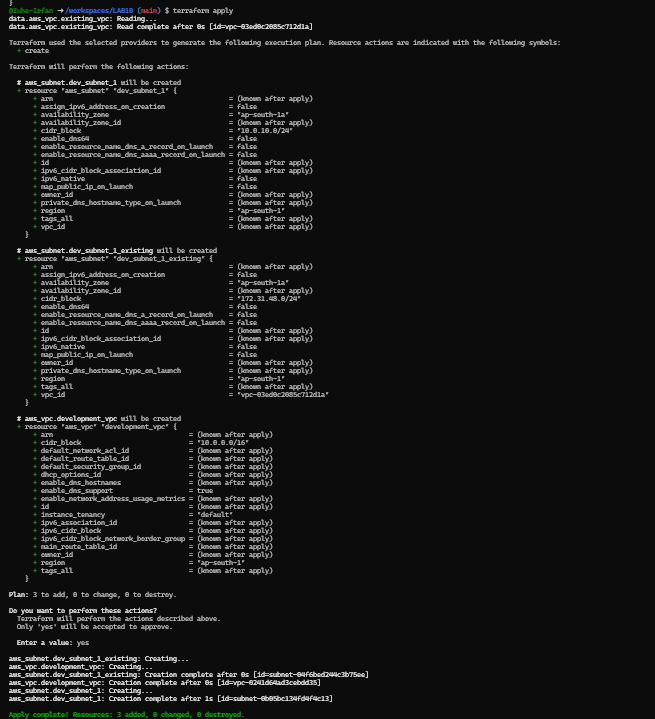 }
@Zuha-Irfan → /workspaces/LAB10 (main) $ terraform apply
data.aws_vpc.existing_vpc: Reading...
data.aws_vpc.existing_vpc: Read complete after 0s [id=vpc-03ed0c2085c712d1a]
Terraform used the selected providers to generate the following execution plan. Resource actions are indicated with the following symbols:
+ create
Terraform will perform the following actions:
# aws_subnet.dev_subnet_1 will be created
+ resource "aws_subnet" "dev_subnet_1" {
+ arn = (known after apply)
+ assign_ipv6_address_on_creation = false
+ availability_zone = "ap-south-1a"
+ availability_zone_id = (known after apply)
+ cidr_block = "10.0.10.0/24"
+ enable_dns64 = false
+ enable_resource_name_dns_a_record_on_launch = false
+ enable_resource_name_dns_aaaa_record_on_launch = false
+ id = (known after apply)
+ ipv6_cidr_block_association_id = (known after apply)
+ ipv6_native = false
+ map_public_ip_on_launch = false
+ owner_id = (known after apply)
+ private_dns_hostname_type_on_launch = (known after apply)
+ region = "ap-south-1"
+ tags_all = (known after apply)
+ vpc_id = (known after apply)
}
# aws_subnet.dev_subnet_1_existing will be created
+ resource "aws_subnet" "dev_subnet_1_existing" {
+ arn = (known after apply)
+ assign_ipv6_address_on_creation = false
+ availability_zone = "ap-south-1a"
+ availability_zone_id = (known after apply)
+ cidr_block = "172.31.48.0/24"
+ enable_dns64 = false
+ enable_resource_name_dns_a_record_on_launch = false
+ enable_resource_name_dns_aaaa_record_on_launch = false
+ id = (known after apply)
+ ipv6_cidr_block_association_id = (known after apply)
+ ipv6_native = false
+ map_public_ip_on_launch = false
+ owner_id = (known after apply)
+ private_dns_hostname_type_on_launch = (known after apply)
+ region = "ap-south-1"
+ tags_all = (known after apply)
+ vpc_id = "vpc-03ed0c2085c712d1a"
}
# aws_vpc.development_vpc will be created
+ resource "aws_vpc" "development_vpc" {
+ arn = (known after apply)
+ cidr_block = "10.0.0.0/16"
+ default_network_acl_id = (known after apply)
+ default_route_table_id = (known after apply)
+ default_security_group_id = (known after apply)
+ dhcp_options_id = (known after apply)
+ enable_dns_hostnames = (known after apply)
+ enable_dns_support = true
+ enable_network_address_usage_metrics = (known after apply)
+ id = (known after apply)
+ instance_tenancy = "default"
+ ipv6_association_id = (known after apply)
+ ipv6_cidr_block = (known after apply)
+ ipv6_cidr_block_network_border_group = (known after apply)
+ main_route_table_id = (known after apply)
+ owner_id = (known after apply)
+ region = "ap-south-1"
+ tags_all = (known after apply)
}
Plan: 3 to add, 0 to change, 0 to destroy.
Do you want to perform these actions?
Terraform will perform the actions described above.
Only 'yes' will be accepted to approve.
Enter a value: yes
aws_subnet.dev_subnet_1_existing: Creating...
aws_vpc.development_vpc: Creating...
aws_subnet.dev_subnet_1_existing: Creation complete after 0s [id=subnet-04f6bed244c3b75ee]
aws_vpc.development_vpc: Creation complete after 0s [id=vpc-0241d64ad3cebdd35]
aws_subnet.dev_subnet_1: Creating...
aws_subnet.dev_subnet_1: Creation complete after 1s [id=subnet-0b05bc134fd4f4c13]
Apply complete! Resources: 3 added, 0 changed, 0 destroyed.